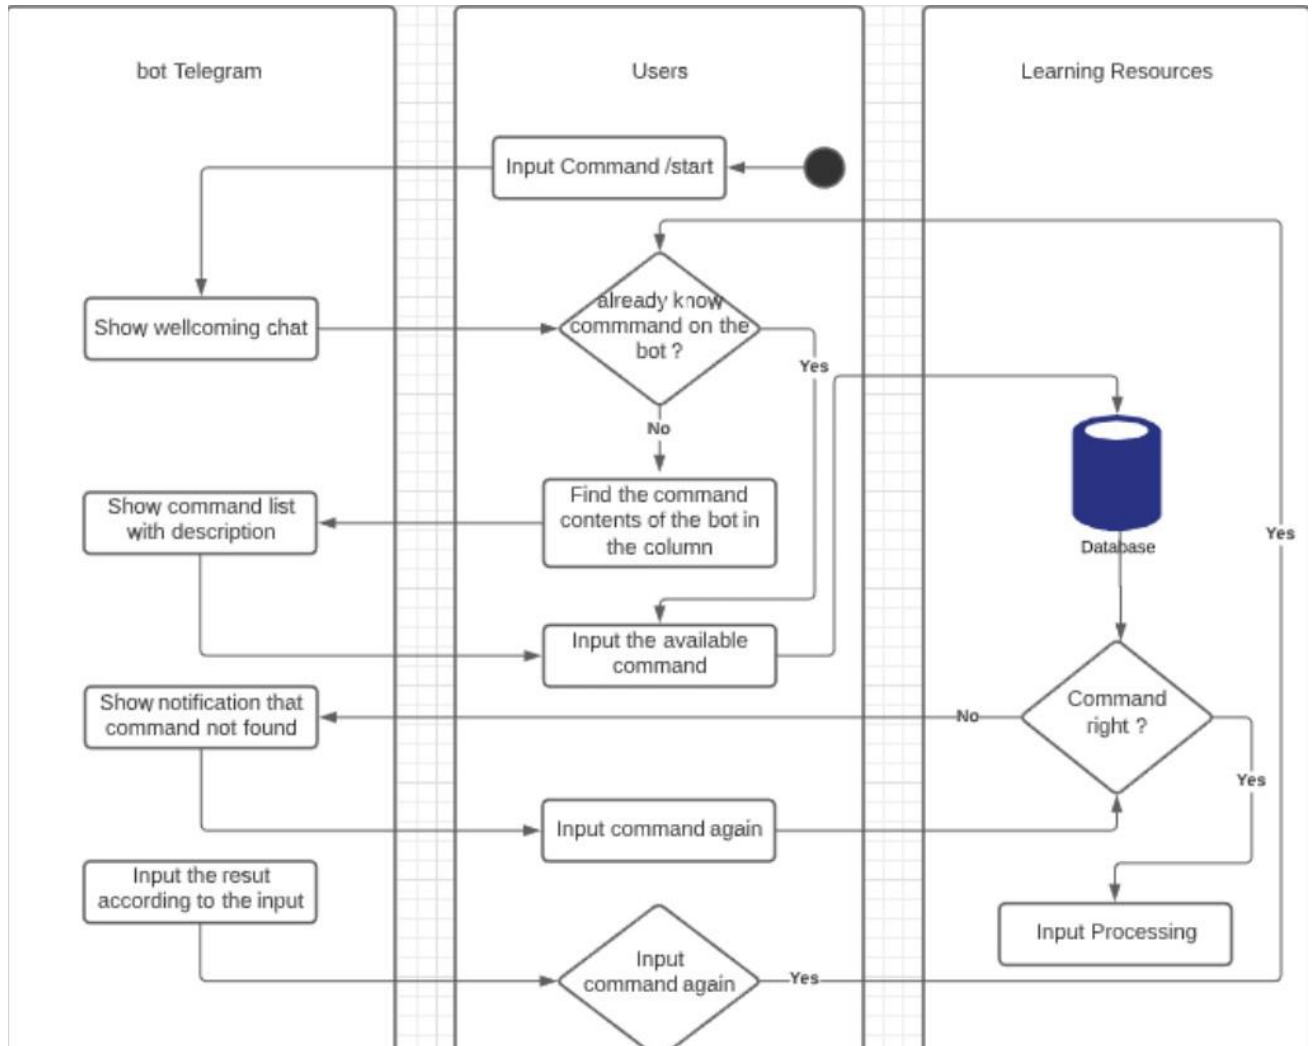 bot Telegram
Users
Learning Resources
Input Command /start
already know
commmand on the
bot ?
Show wellcoming chat
Yes
No
Find the command
contents of the bot in
the column
Show command list
with description
Database
Yes
Input the available
command
Show notification that
command not found
No
Command
right ?
Yes
Input command again
Input the resut
according to the input
Input Processing
Input
command again
Yes